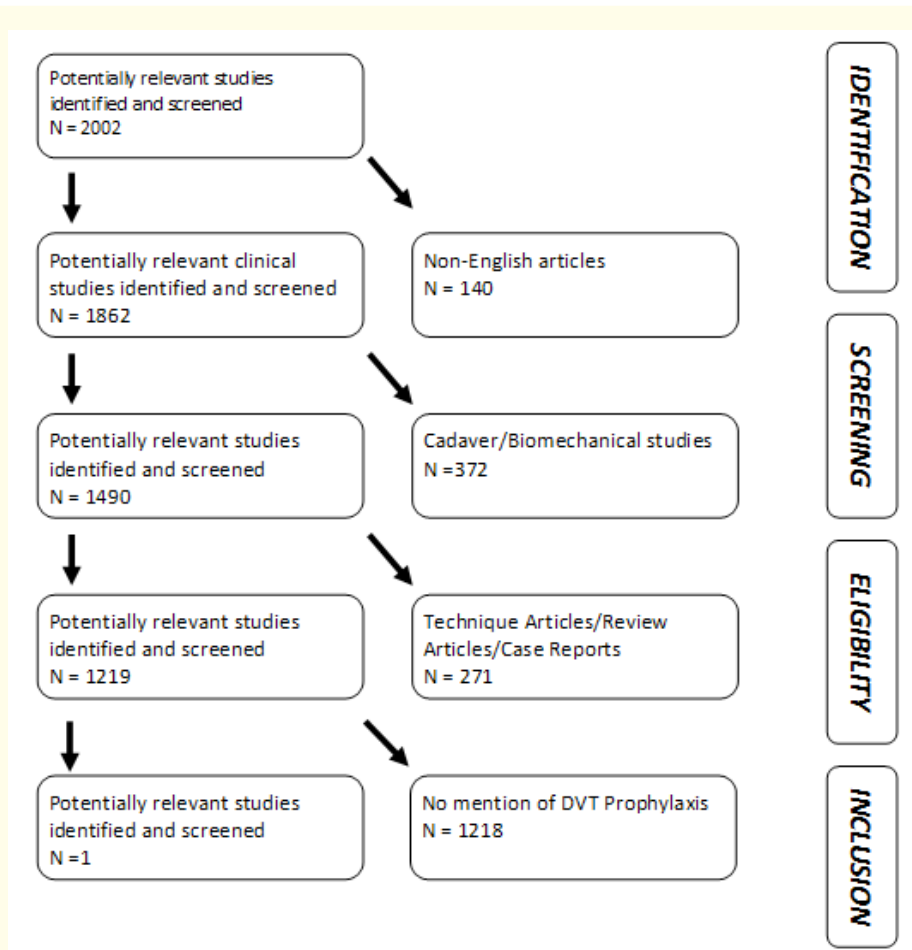 Potentially relevant studies
identified and screened
N = 2002
IDENTIFICATION
Potentially relevant clinical
studies identified and screened
N = 1862
Non-English articles
N = 140
SCREENING
Potentially relevant studies
identified and screened
N = 1490
Cadaver/Biomechanical studies
N =372
ELIGIBILITY
Potentially relevant studies
identified and screened
N = 1219
Technique Articles/Review
Articles/Case Reports
N = 271
INCLUSION
Potentially relevant studies
identified and screened
N =1
No mention of DVT Prophylaxis
N = 1218